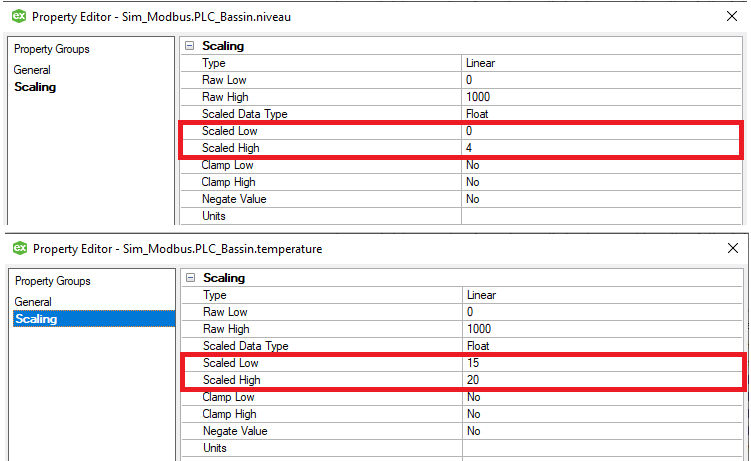 Property Editor - Sim_Modbus.PLC_Bassin.niveau
Property Groups
General
Scaling
Scaling
Type Linear
Raw Low 0
Raw High 1000
Scaled Data Type Float
Scaled Low 0
Scaled High 4
Clamp Low No
Clamp High No
Negate Value No
Units
Property Editor - Sim_Modbus.PLC_Bassin.temperature
Property Groups
General
Scaling
Scaling
Type Linear
Raw Low 0
Raw High 1000
Scaled Data Type Float
Scaled Low 15
Scaled High 20
Clamp Low No
Clamp High No
Negate Value No
Units